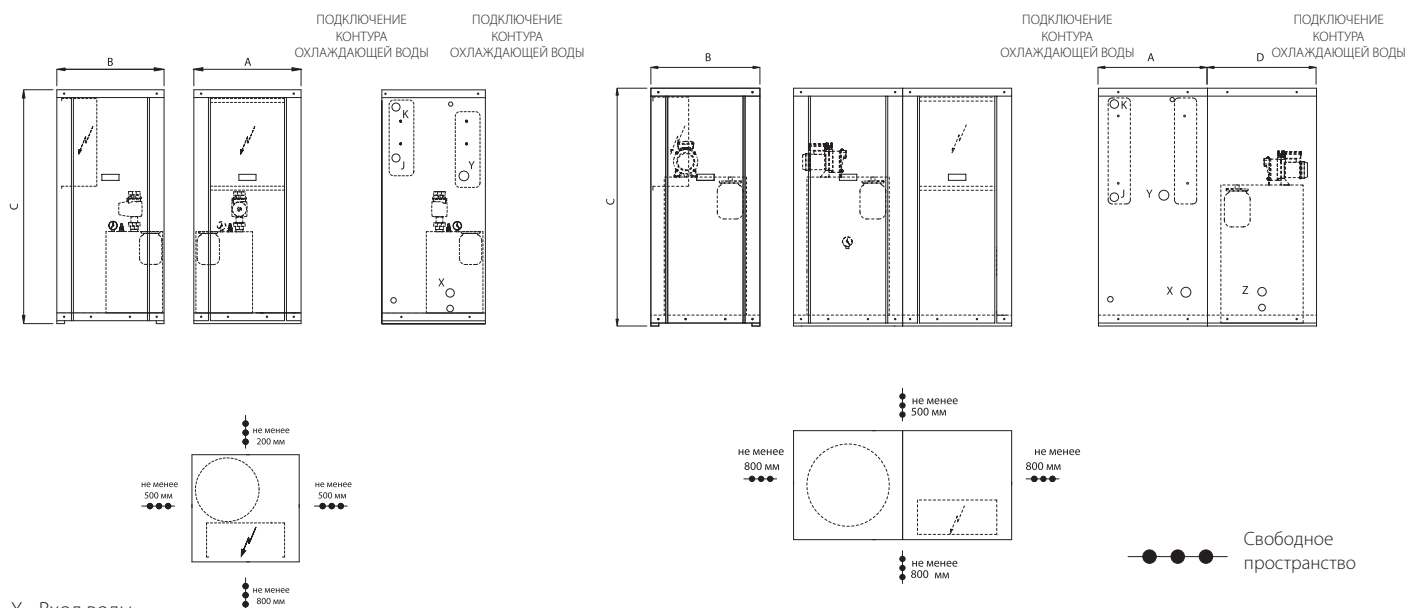 ПОДКЛЮЧЕНИЕ
КОНТУРА
ОХЛАЖДАЮЩЕЙ ВОДЫ
ПОДКЛЮЧЕНИЕ
КОНТУРА
ОХЛАЖДАЮЩЕЙ ВОДЫ
ПОДКЛЮЧЕНИЕ
КОНТУРА
ОХЛАЖДАЮЩЕЙ ВОДЫ
ПОДКЛЮЧЕНИЕ
КОНТУРА
ОХЛАЖДАЮЩЕЙ ВОДЫ
B
A
C
K
J
Y
X
B
C
A
D
K
J
Y
X
Z
не менее
200 мм
не менее
500 мм
не менее
500 мм
не менее
800 мм
не менее
500 мм
не менее
800 мм
не менее
800 мм
не менее
800 мм
Свободное
пространство